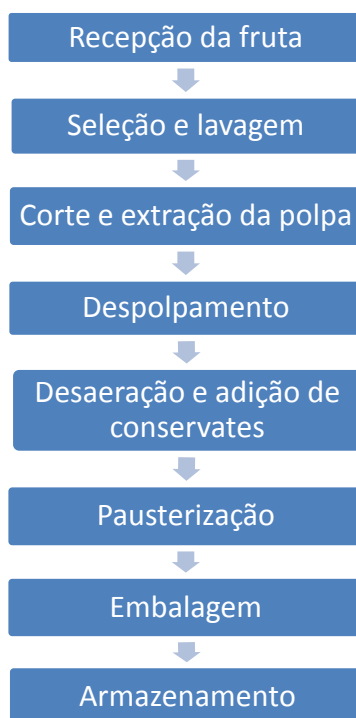 Recepção da fruta
Seleção e lavagem
Corte e extração da polpa
Despolpamento
Desaeração e adição de
conservates
Pausterização
Embalagem
Armazenamento